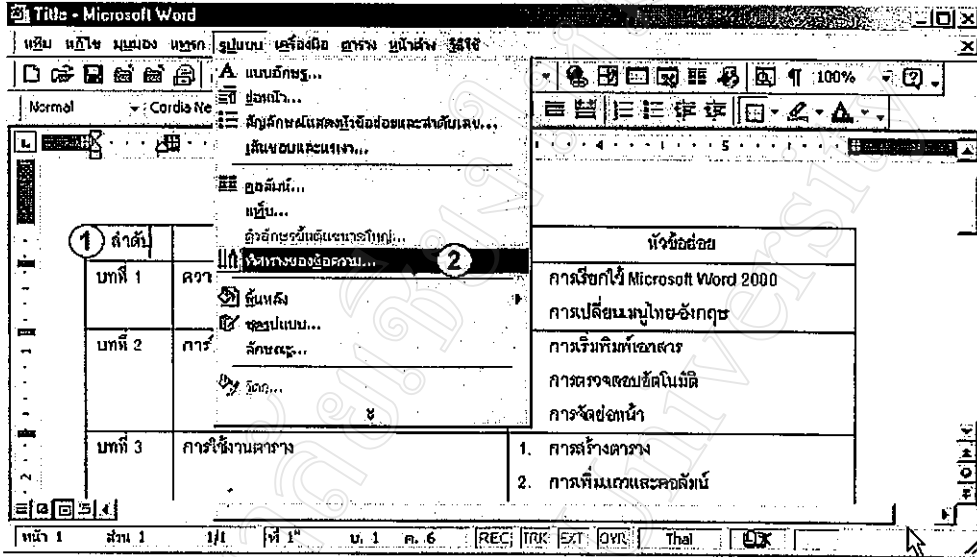 Title - Microsoft Word
แฟ้ม แก้ไข มุมมอง แทรก รูปแบบ เครื่องมือ ตาราง หน้าต่าง วิธีใช้
100%
Normal Cordia Ne
แบบอักษร...
ย่อหน้า...
สัญลักษณ์แสดงหัวข้อย่อยและลำดับเลข...
เส้นขอบและแรเงา...
คอลัมน์...
แท็บ...
ตัวอักษรขึ้นต้นขนาดใหญ่...
ทิศทางของข้อความ... 2
พื้นหลัง
ชุดรูปแบบ...
ลักษณะ...
วัตถุ...
1 ลำดับ หัวข้อย่อย
บทที่ 1 ควา การเรียกใช้ Microsoft Word 2000
การเปลี่ยนเมนูไทย-อังกฤษ
บทที่ 2 การ การเริ่มพิมพ์เอกสาร
การตรวจสอบอัตโนมัติ
การจัดย่อหน้า
บทที่ 3 การใช้งานตาราง 1. การสร้างตาราง
2. การเพิ่มแถวและคอลัมน์
หน้า 1 ส่วน 1 1/1 ที่ 1" บ. 1 ค. 6 REC TRK EXT OVR Thai